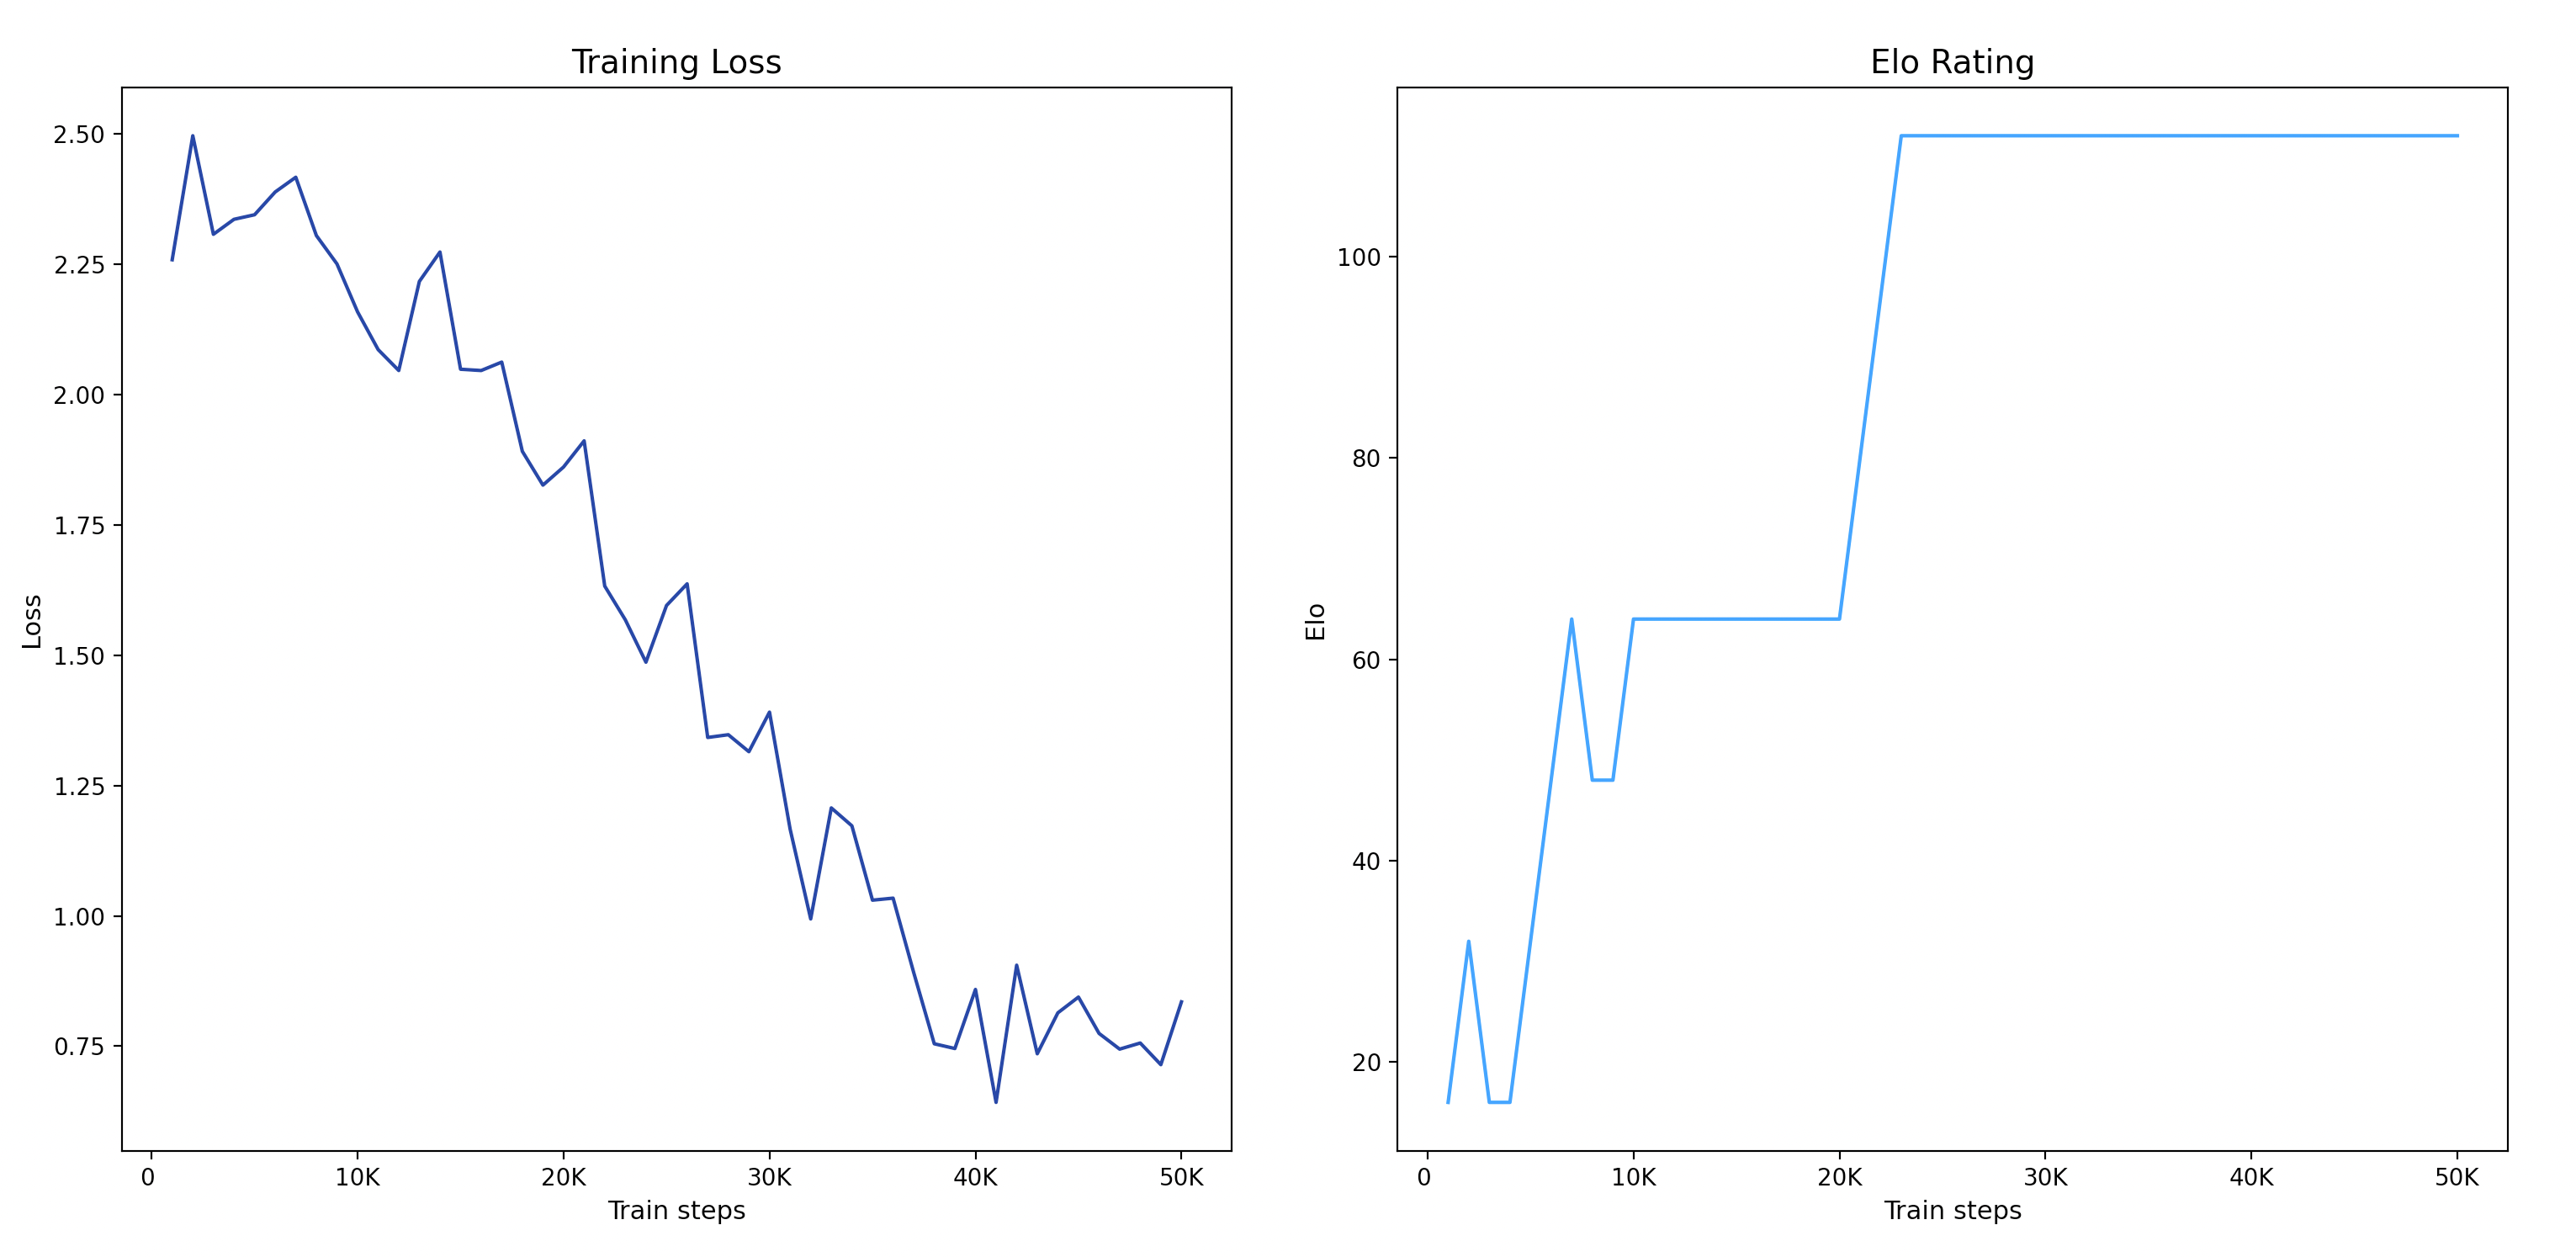 Training Loss
Loss
2.50
2.25
2.00
1.75
1.50
1.25
1.00
0.75
0 10K 20K 30K 40K 50K
Train steps
Elo Rating
Elo
100
80
60
40
20
0 10K 20K 30K 40K 50K
Train steps